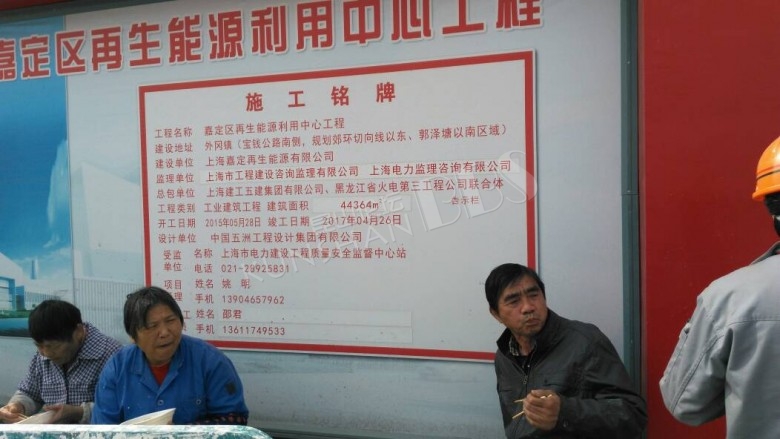 嘉定区再生能源利用中心工程
施工铭牌
工程名称 嘉定区再生能源利用中心工程
建设地址 外冈镇（宝钱公路南侧，规划郊环切向线以东、郭泽塘以南区域）
建设单位 上海嘉定再生能源有限公司
监理单位 上海市工程建设咨询监理有限公司 上海电力监理咨询有限公司
总包单位 上海建工五建集团有限公司、黑龙江省火电第三工程公司联合体
工程类别 工业建筑工程 建筑面积 44364㎡ 告示栏
开工日期 2015年05月28日 竣工日期 2017年04月26日
设计单位 中国五洲工程设计集团有限公司
受监 名称 上海市电力建设工程质量安全监督中心站
单位 电话 021-23925831
项目 姓名 姚明
理 手机 13904657962
工 姓名 邵君
手机 13611749533
KUNSHAN BBS